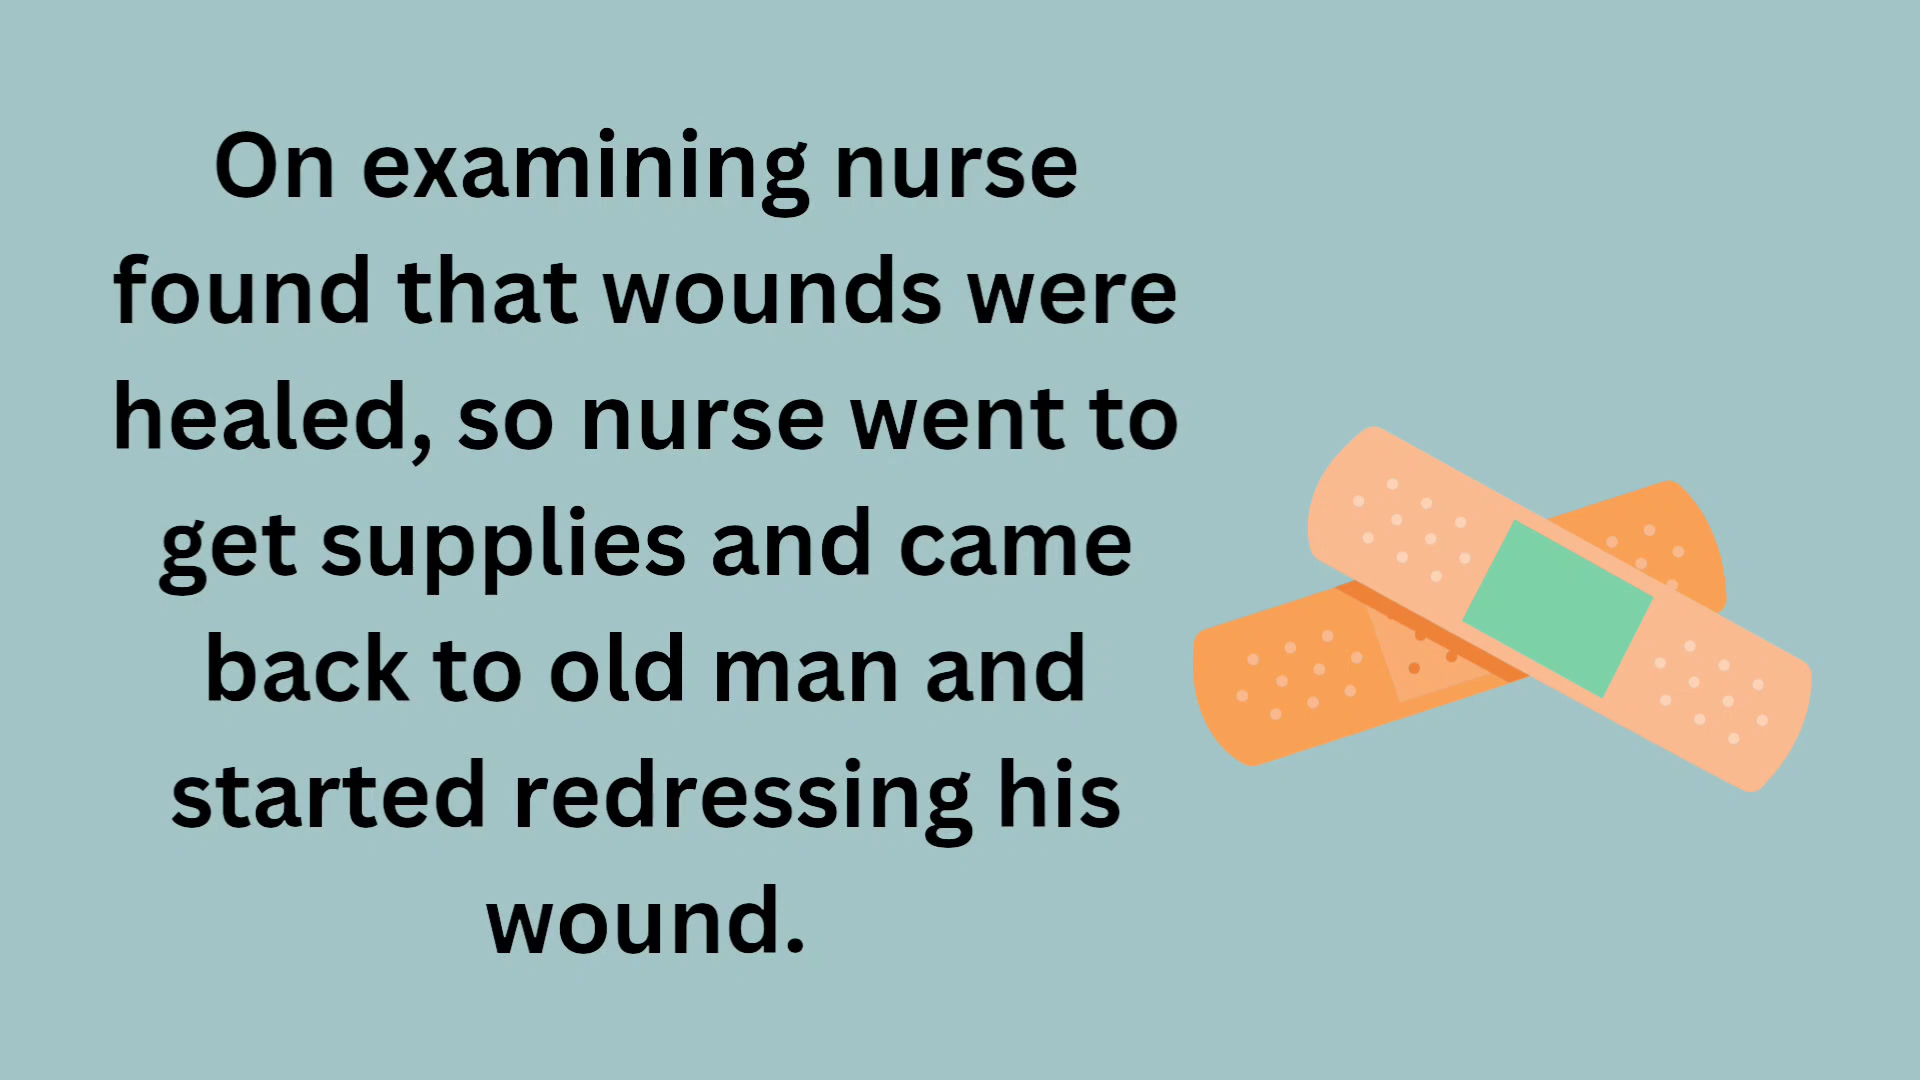 On examining nurse
found that wounds were
healed, so nurse went to
get supplies and came
back to old man and
started redressing his
wound.